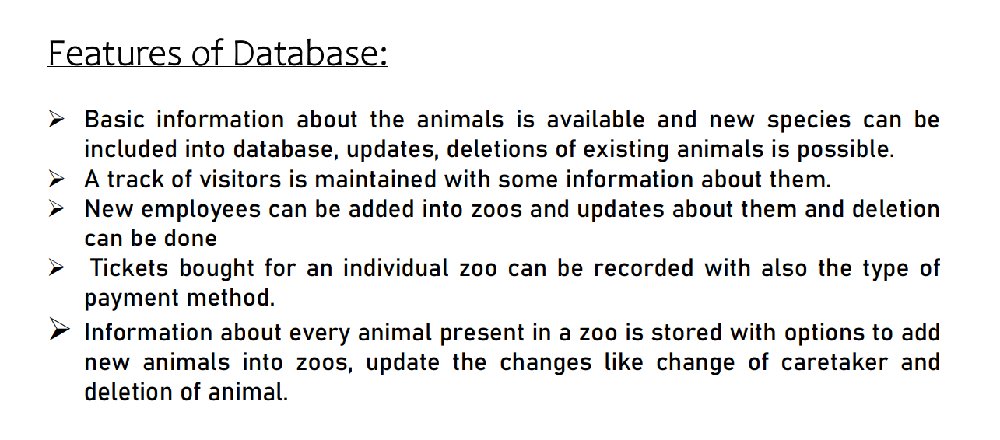 Features of Database:
➢ Basic information about the animals is available and new species can be
included into database, updates, deletions of existing animals is possible.
➢ A track of visitors is maintained with some information about them.
➢ New employees can be added into zoos and updates about them and deletion
can be done
➢ Tickets bought for an individual zoo can be recorded with also the type of
payment method.
➢ Information about every animal present in a zoo is stored with options to add
new animals into zoos, update the changes like change of caretaker and
deletion of animal.